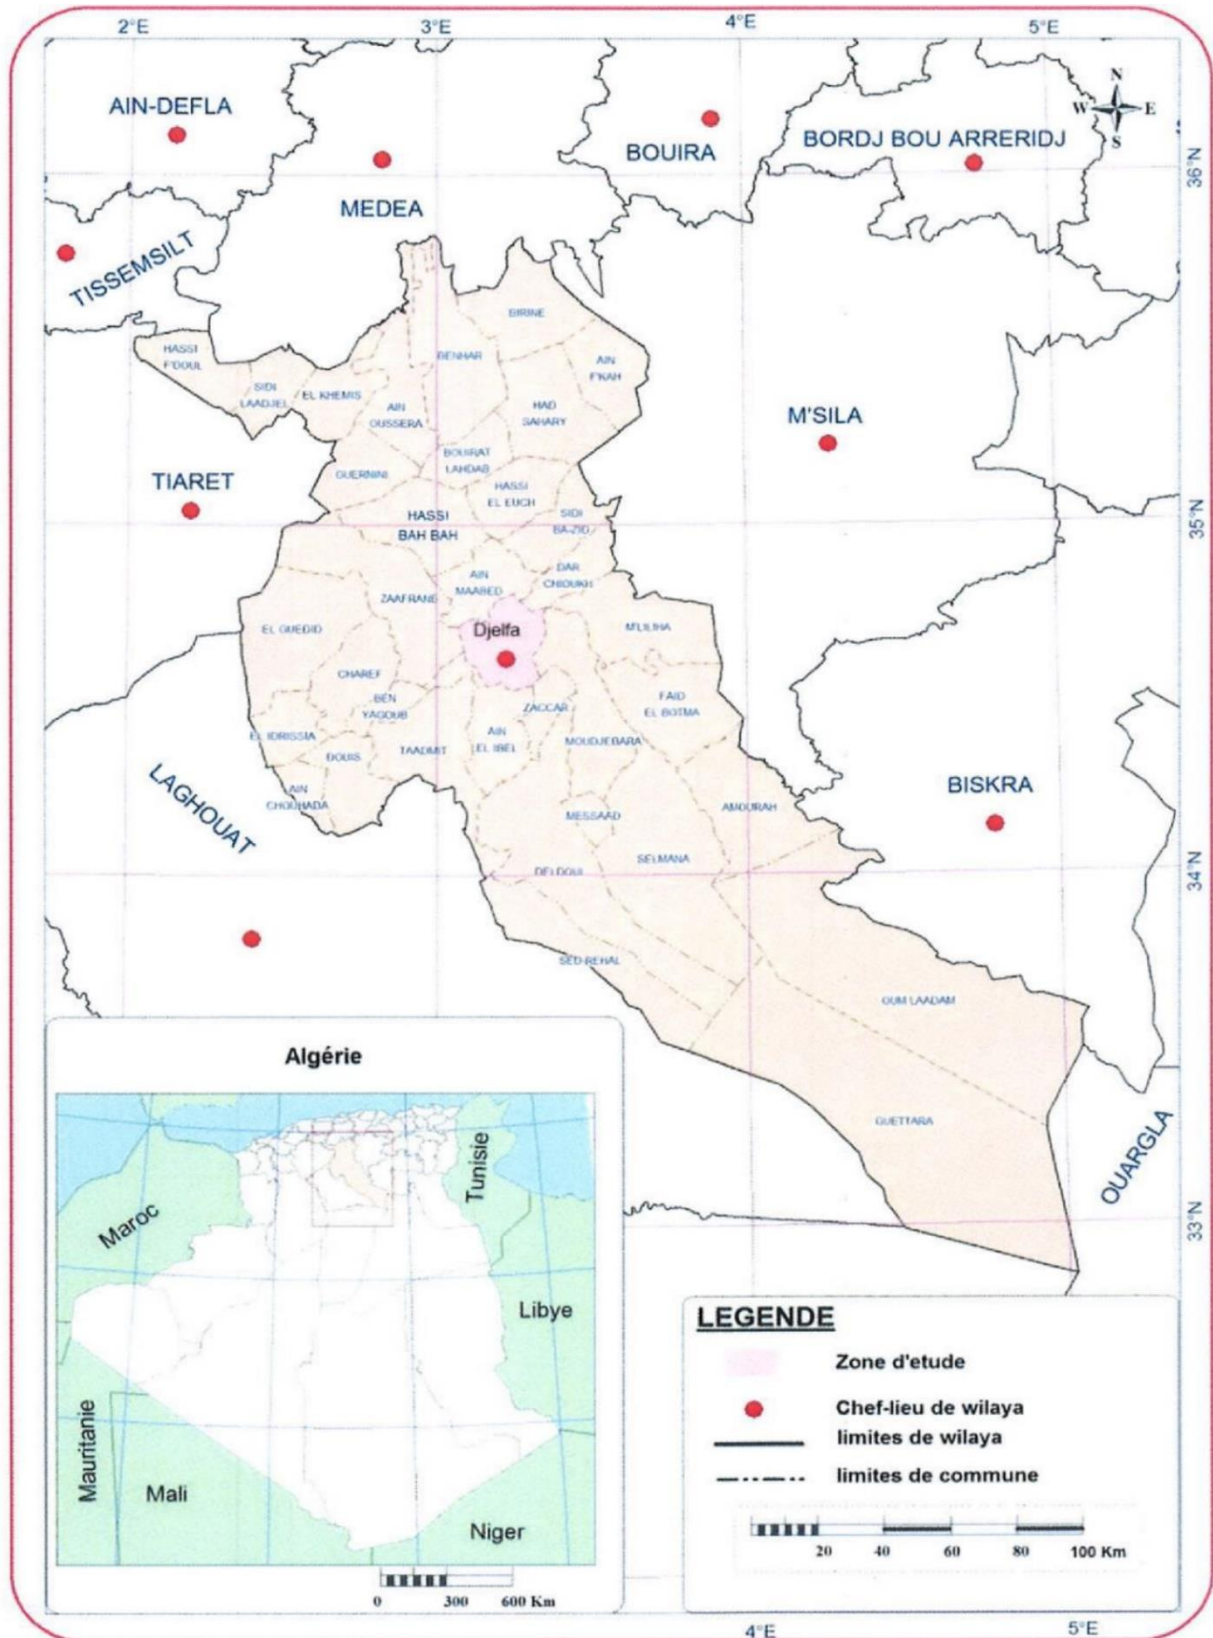 2°E 3°E 4°E 5°E
N
W E
S
AIN-DEFLA
BOUIRA
BORDJ BOU ARRERIDJ
36°N
MEDEA
TISSEMSILT
BIRINE
HASSI
F'DOUL
BENHAR
AIN
F'KAH
SIDI
LAADJEL
EL KHEMIS
AIN
OUSSERA
HAD
SAHARY
M'SILA
BOUIRAT
LAHDAB
GUERNINI
TIARET
HASSI
EL EUCH
HASSI
BAH BAH
SIDI
BA-ZID
35°N
AIN
MAABED
DAR
CHIOUKH
ZAAFRANE
EL GUEDID
Djelfa
M'LILIHA
CHAREF
BEN
YAGOUB
ZACCAR
FAID
EL BOTMA
EL IDRISSIA
DOUIS
TAADMIT
AIN
EL IBEL
MOUDJEBARA
LAGHOUAT
AIN
CHOUHADA
MESSAAD
AMOURAH
BISKRA
SELMANA
DELDOUL
34°N
SED REHAL
OUM LAADAM
GUETTARA
OUARGLA
33°N
Algérie
Maroc
Tunisie
Libye
Mauritanie
Mali
Niger
0 300 600 Km
LEGENDE
Zone d'etude
Chef-lieu de wilaya
limites de wilaya
limites de commune
20 40 60 80 100 Km
4°E 5°E